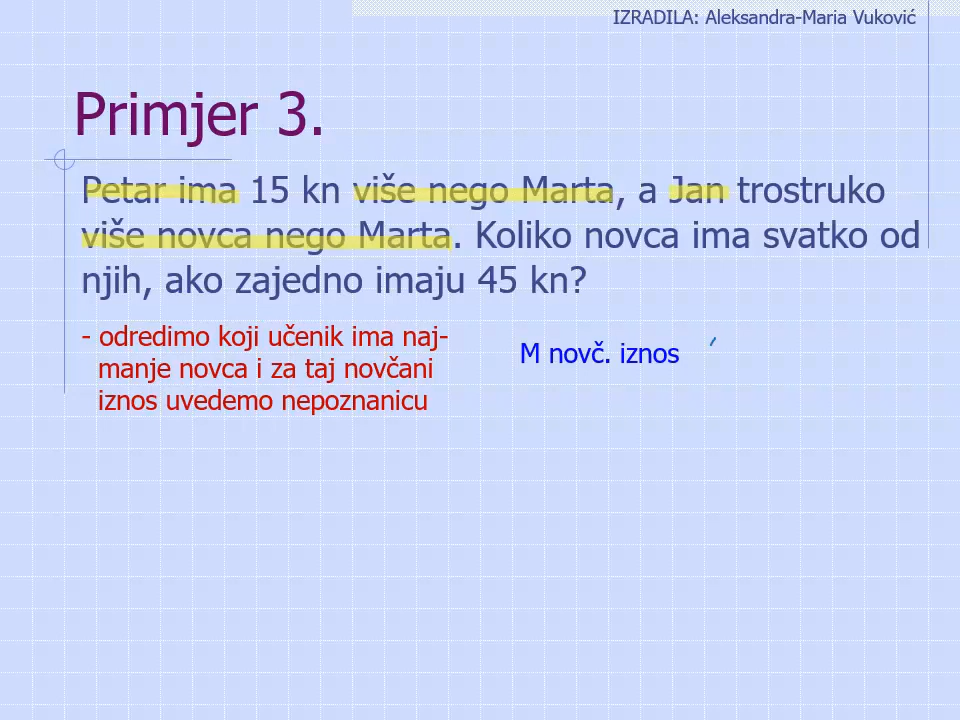 IZRADILA: Aleksandra-Maria Vuković
Primjer 3.
Petar ima 15 kn više nego Marta, a Jan trostruko
više novca nego Marta. Koliko novca ima svatko od
njih, ako zajedno imaju 45 kn?
- odredimo koji učenik ima naj-
manje novca i za taj novčani
iznos uvedemo nepoznanicu
M novč. iznos